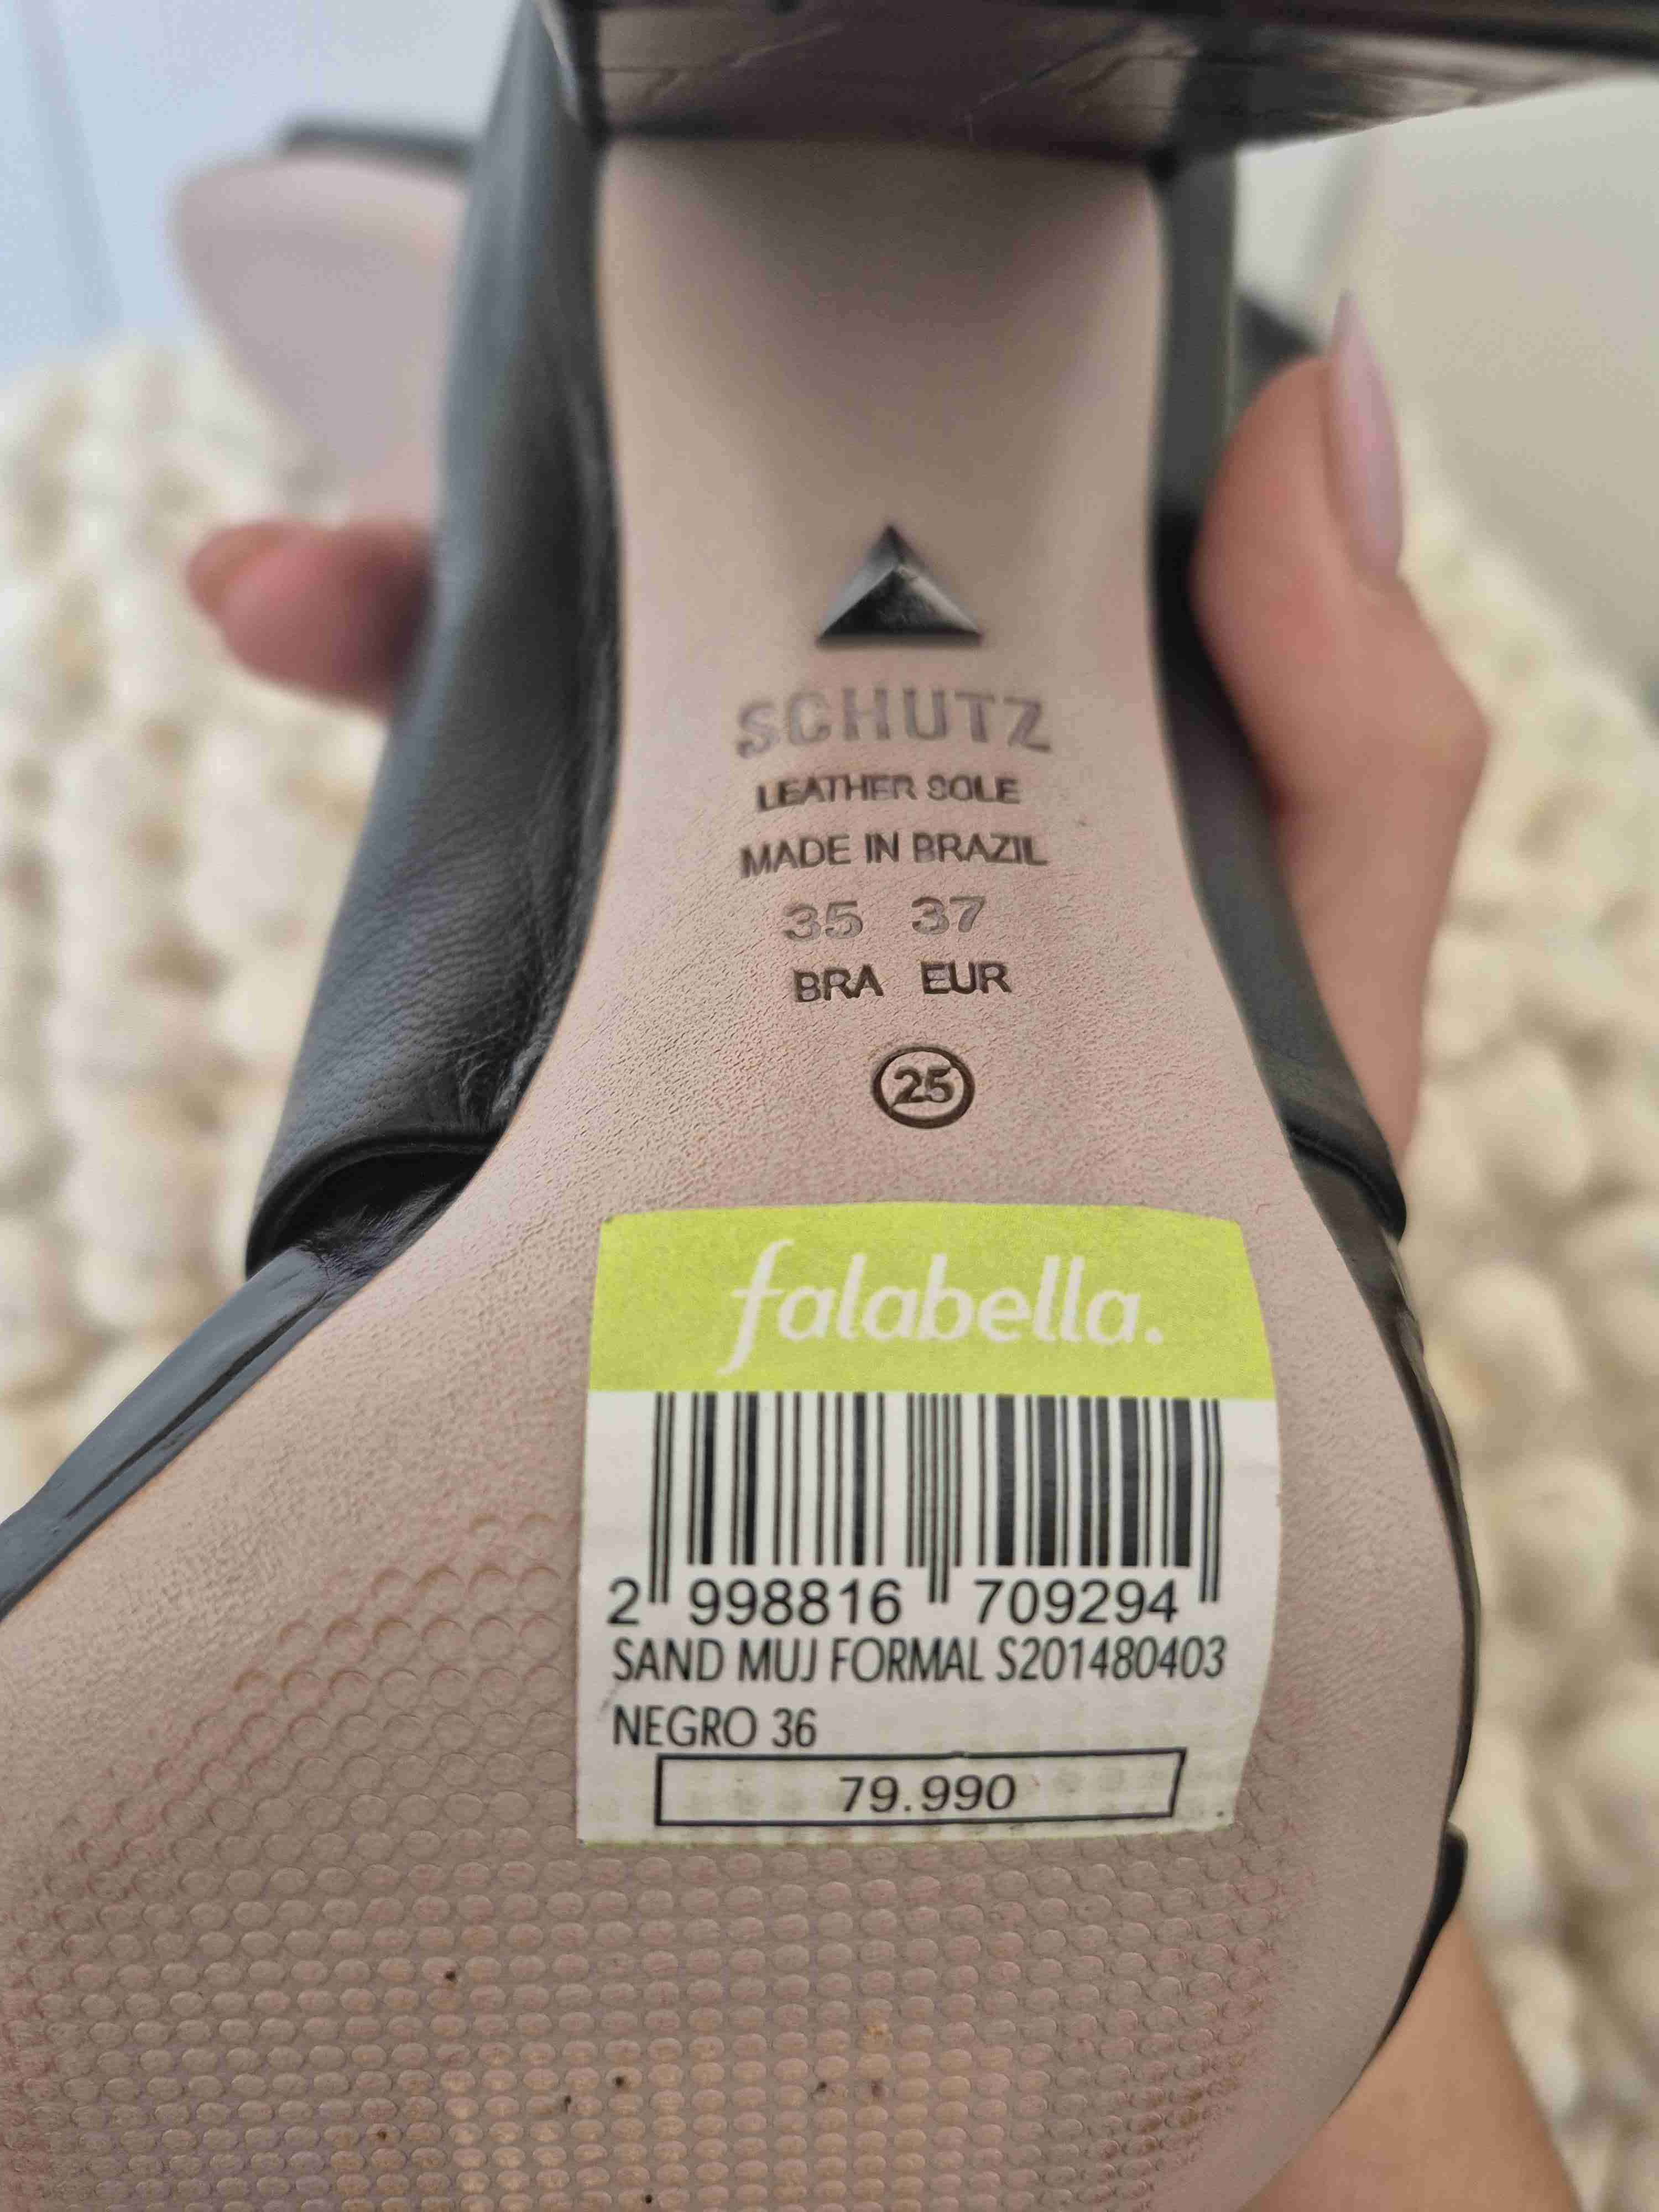 SCHUTZ
LEATHER SOLE
MADE IN BRAZIL
35 37
BRA EUR
25
falabella.
2 998816 709294
SAND MUJ FORMAL S201480403
NEGRO 36
79.990